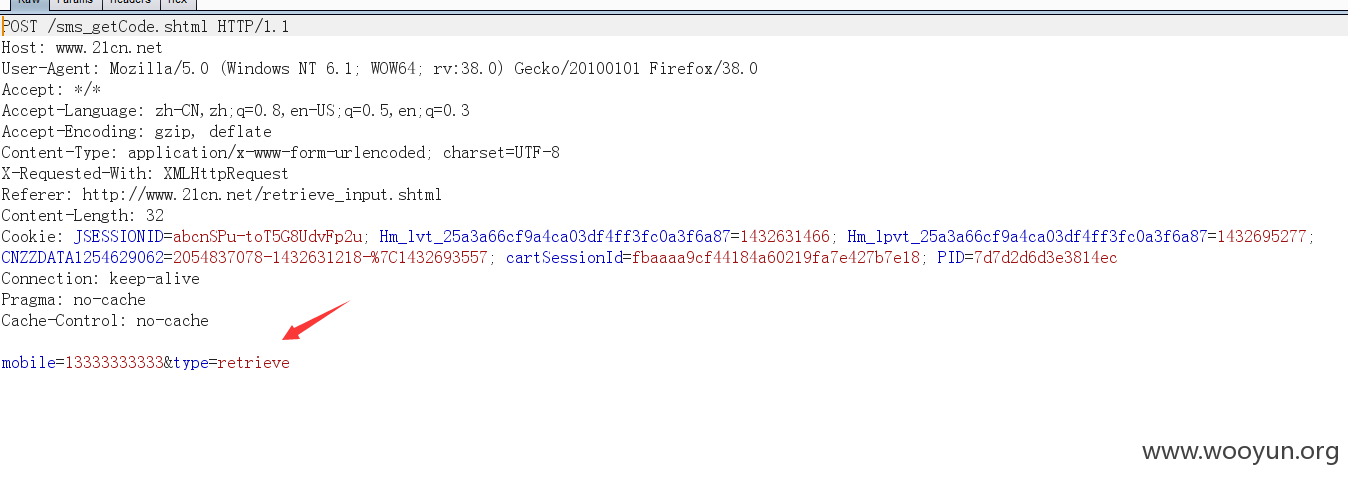 Raw Params Headers Hex
POST /sms_getCode.shtml HTTP/1.1
Host: www.21cn.net
User-Agent: Mozilla/5.0 (Windows NT 6.1; WOW64; rv:38.0) Gecko/20100101 Firefox/38.0
Accept: */*
Accept-Language: zh-CN,zh;q=0.8,en-US;q=0.5,en;q=0.3
Accept-Encoding: gzip, deflate
Content-Type: application/x-www-form-urlencoded; charset=UTF-8
X-Requested-With: XMLHttpRequest
Referer: http://www.21cn.net/retrieve_input.shtml
Content-Length: 32
Cookie: JSESSIONID=abcnSPu-toT5G8UdvFp2u; Hm_lvt_25a3a66cf9a4ca03df4ff3fc0a3f6a87=1432631466; Hm_lpvt_25a3a66cf9a4ca03df4ff3fc0a3f6a87=1432695277;
CNZZDATA1254629062=2054837078-1432631218-%7C1432693557; cartSessionId=fbaaaa9cf44184a60219fa7e427b7e18; PID=7d7d2d6d3e3814ec
Connection: keep-alive
Pragma: no-cache
Cache-Control: no-cache
mobile=13333333333&type=retrieve
www.wooyun.org